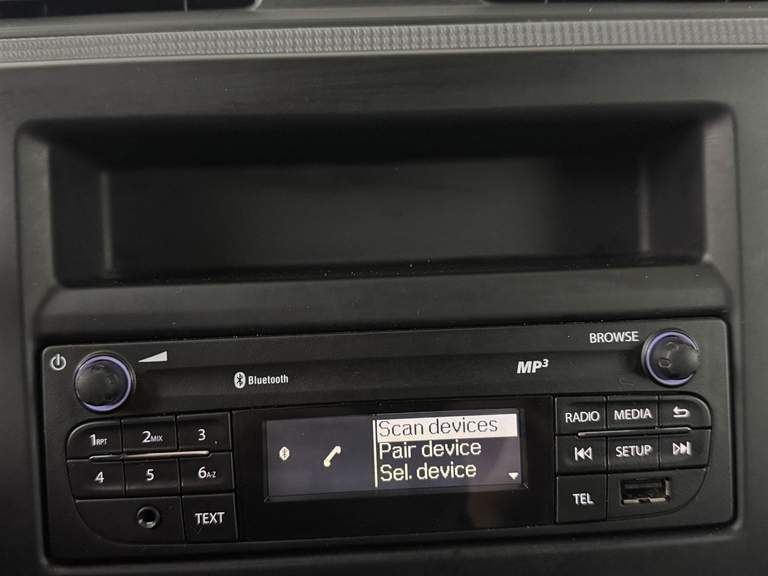 BROWSE
Bluetooth
MP3
1RPT
2MIX
3
4
5
6A-Z
TEXT
Scan devices
Pair device
Sel. device
RADIO
MEDIA
SETUP
TEL